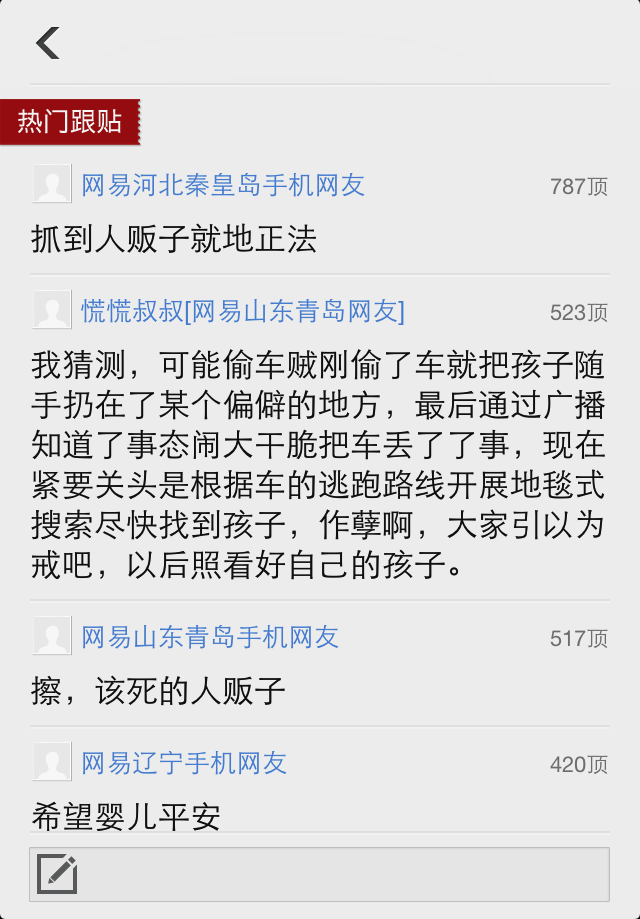 热门跟贴
网易河北秦皇岛手机网友
787顶
抓到人贩子就地正法
慌慌叔叔[网易山东青岛网友]
523顶
我猜测，可能偷车贼刚偷了车就把孩子随
手扔在了某个偏僻的地方，最后通过广播
知道了事态闹大干脆把车丢了了事，现在
紧要关头是根据车的逃跑路线开展地毯式
搜索尽快找到孩子，作孽啊，大家引以为
戒吧，以后照看好自己的孩子。
网易山东青岛手机网友
517顶
擦，该死的人贩子
网易辽宁手机网友
420顶
希望婴儿平安